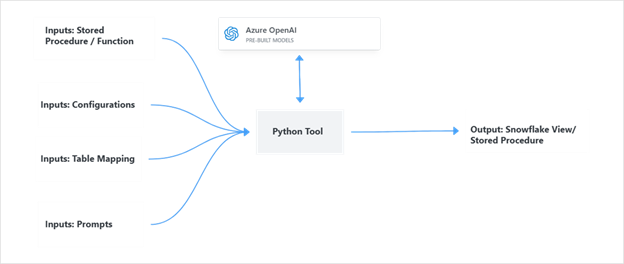 Inputs: Stored
Procedure / Function
Azure OpenAI
PRE-BUILT MODELS
Inputs: Configurations
Python Tool
Output: Snowflake View/
Stored Procedure
Inputs: Table Mapping
Inputs: Prompts